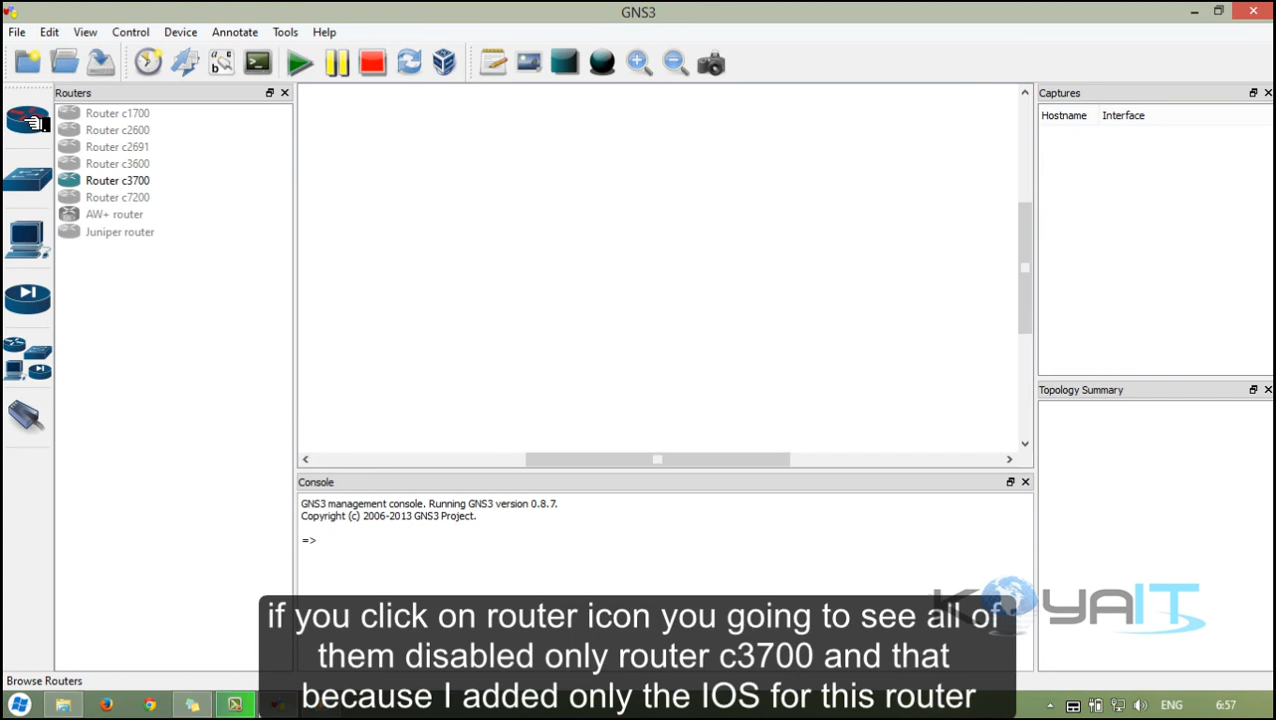 GNS3
File Edit View Control Device Annotate Tools Help
Routers
Router c1700
Router c2600
Router c2691
Router c3600
Router c3700
Router c7200
AW+ router
Juniper router
Captures
Hostname Interface
Topology Summary
Console
GNS3 management console. Running GNS3 version 0.8.7.
Copyright (c) 2006-2013 GNS3 Project.
=>
KOYAIT
if you click on router icon you going to see all of
them disabled only router c3700 and that
because I added only the IOS for this router
Browse Routers
ENG 6:57